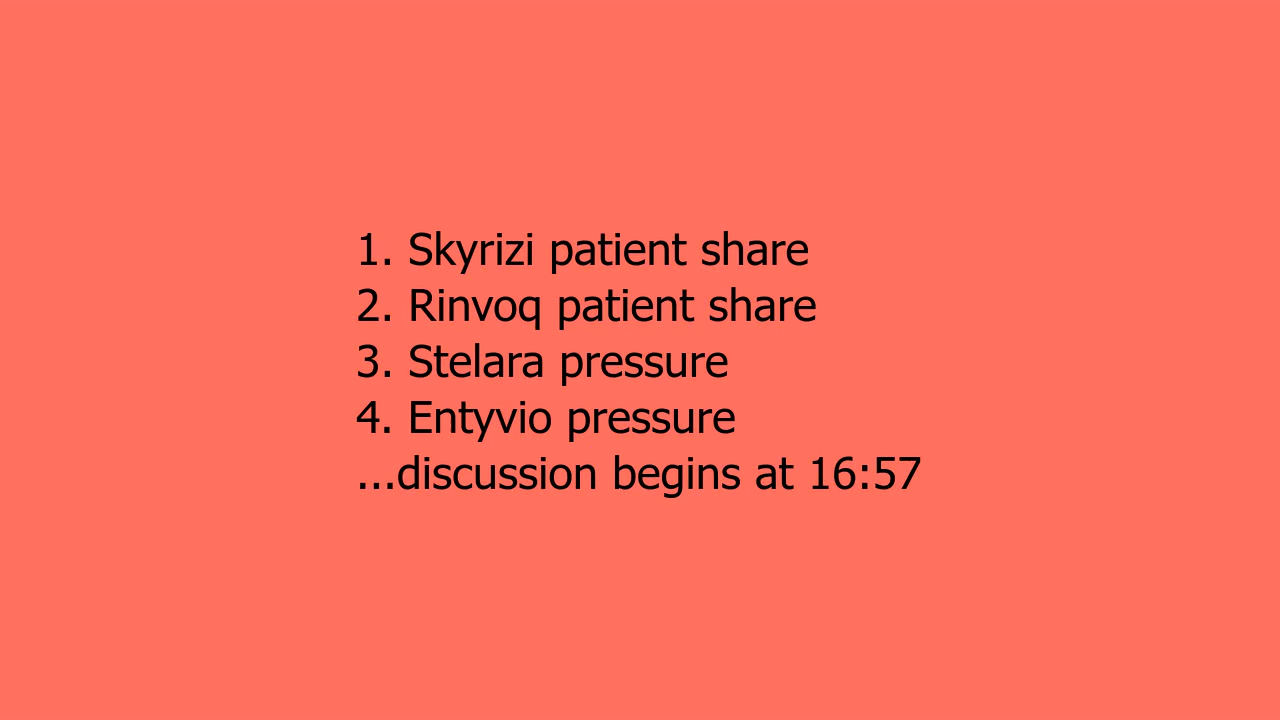 1. Skyrizi patient share
2. Rinvoq patient share
3. Stelara pressure
4. Entyvio pressure
...discussion begins at 16:57